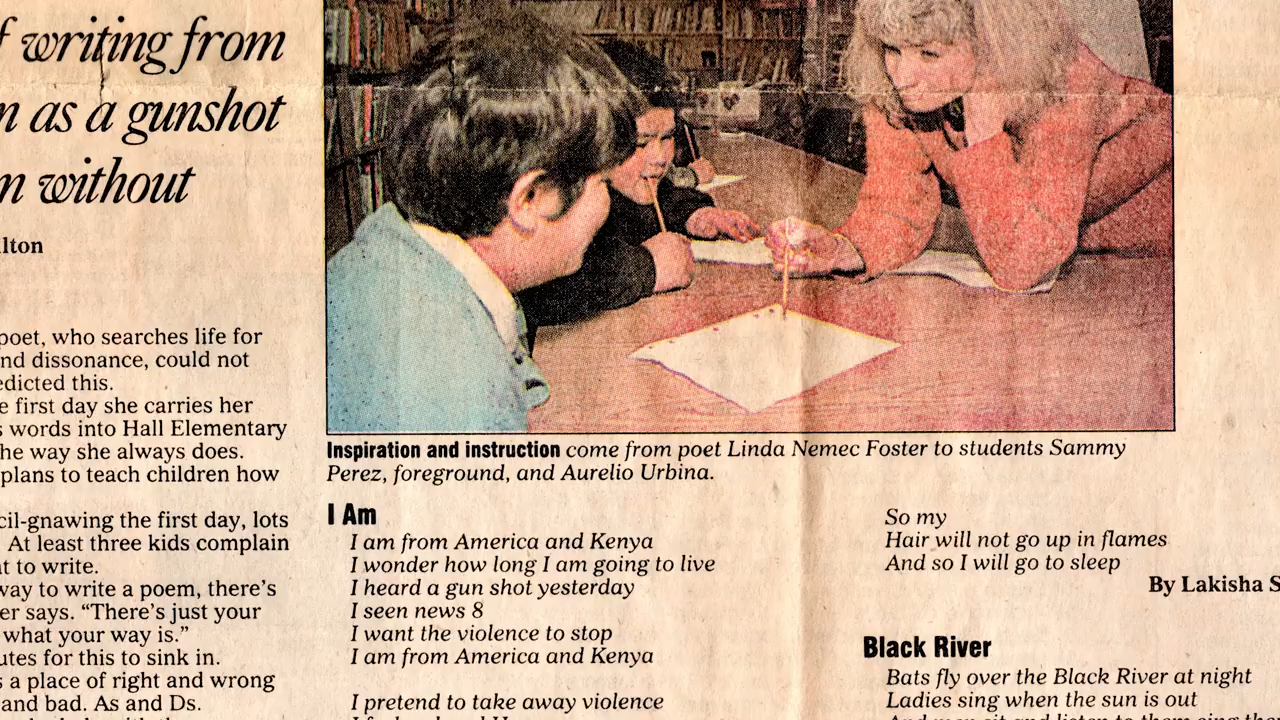 f writing from
n as a gunshot
n without
lton
poet, who searches life for
nd dissonance, could not
edicted this.
e first day she carries her
s words into Hall Elementary
he way she always does.
plans to teach children how
cil-gnawing the first day, lots
. At least three kids complain
t to write.
way to write a poem, there's
er says. “There's just your
what your way is.”
utes for this to sink in.
s a place of right and wrong
and bad. As and Ds.
Inspiration and instruction come from poet Linda Nemec Foster to students Sammy
Perez, foreground, and Aurelio Urbina.
I Am
I am from America and Kenya
I wonder how long I am going to live
I heard a gun shot yesterday
I seen news 8
I want the violence to stop
I am from America and Kenya
I pretend to take away violence
So my
Hair will not go up in flames
And so I will go to sleep
By Lakisha S
Black River
Bats fly over the Black River at night
Ladies sing when the sun is out